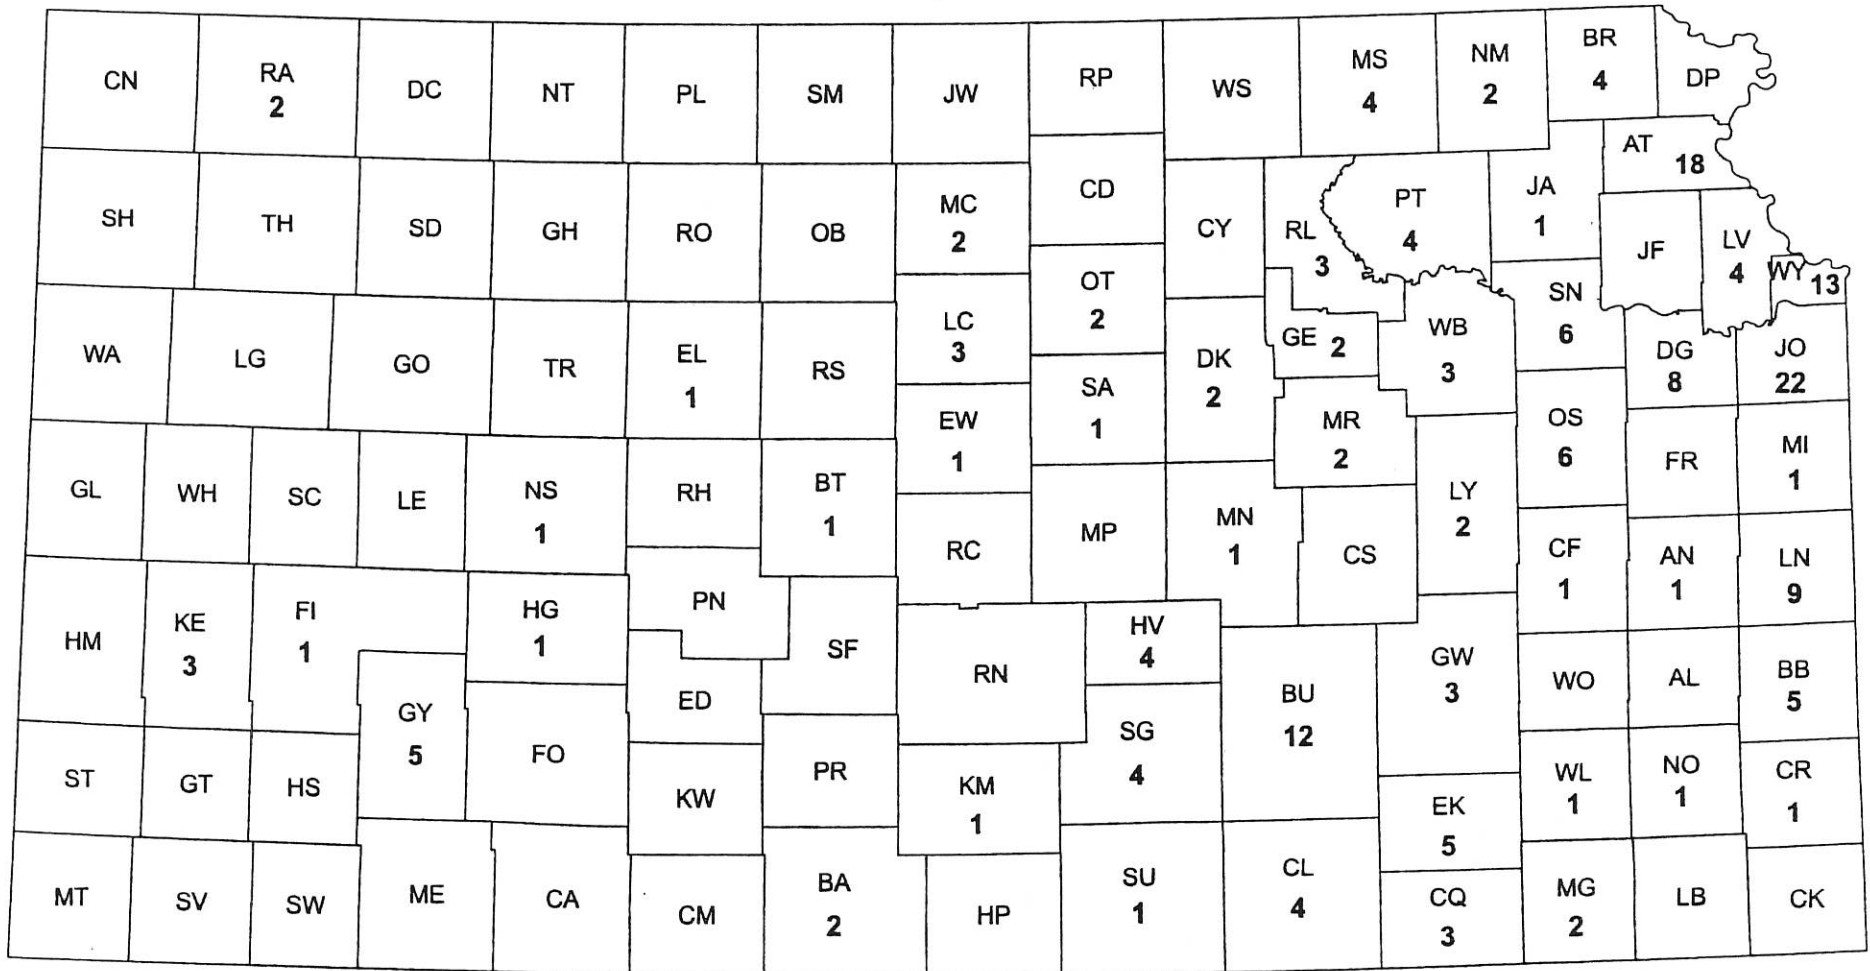 CN
RA
2
DC
NT
PL
SM
JW
RP
WS
MS
4
NM
2
BR
4
DP
SH
TH
SD
GH
RO
OB
MC
2
CD
CY
RL
3
PT
4
JA
1
AT
18
JF
LV
4
WY
13
WA
LG
GO
TR
EL
1
RS
LC
3
OT
2
DK
2
GE 2
WB
3
SN
6
DG
8
JO
22
EW
1
SA
1
MR
2
OS
6
FR
MI
1
GL
WH
SC
LE
NS
1
RH
BT
1
RC
MP
MN
1
CS
LY
2
CF
1
AN
1
LN
9
HM
KE
3
FI
1
HG
1
PN
SF
RN
HV
4
BU
12
GW
3
WO
AL
BB
5
GY
5
ED
SG
4
ST
GT
HS
FO
KW
PR
KM
1
EK
5
WL
1
NO
1
CR
1
MT
SV
SW
ME
CA
CM
BA
2
HP
SU
1
CL
4
CQ
3
MG
2
LB
CK